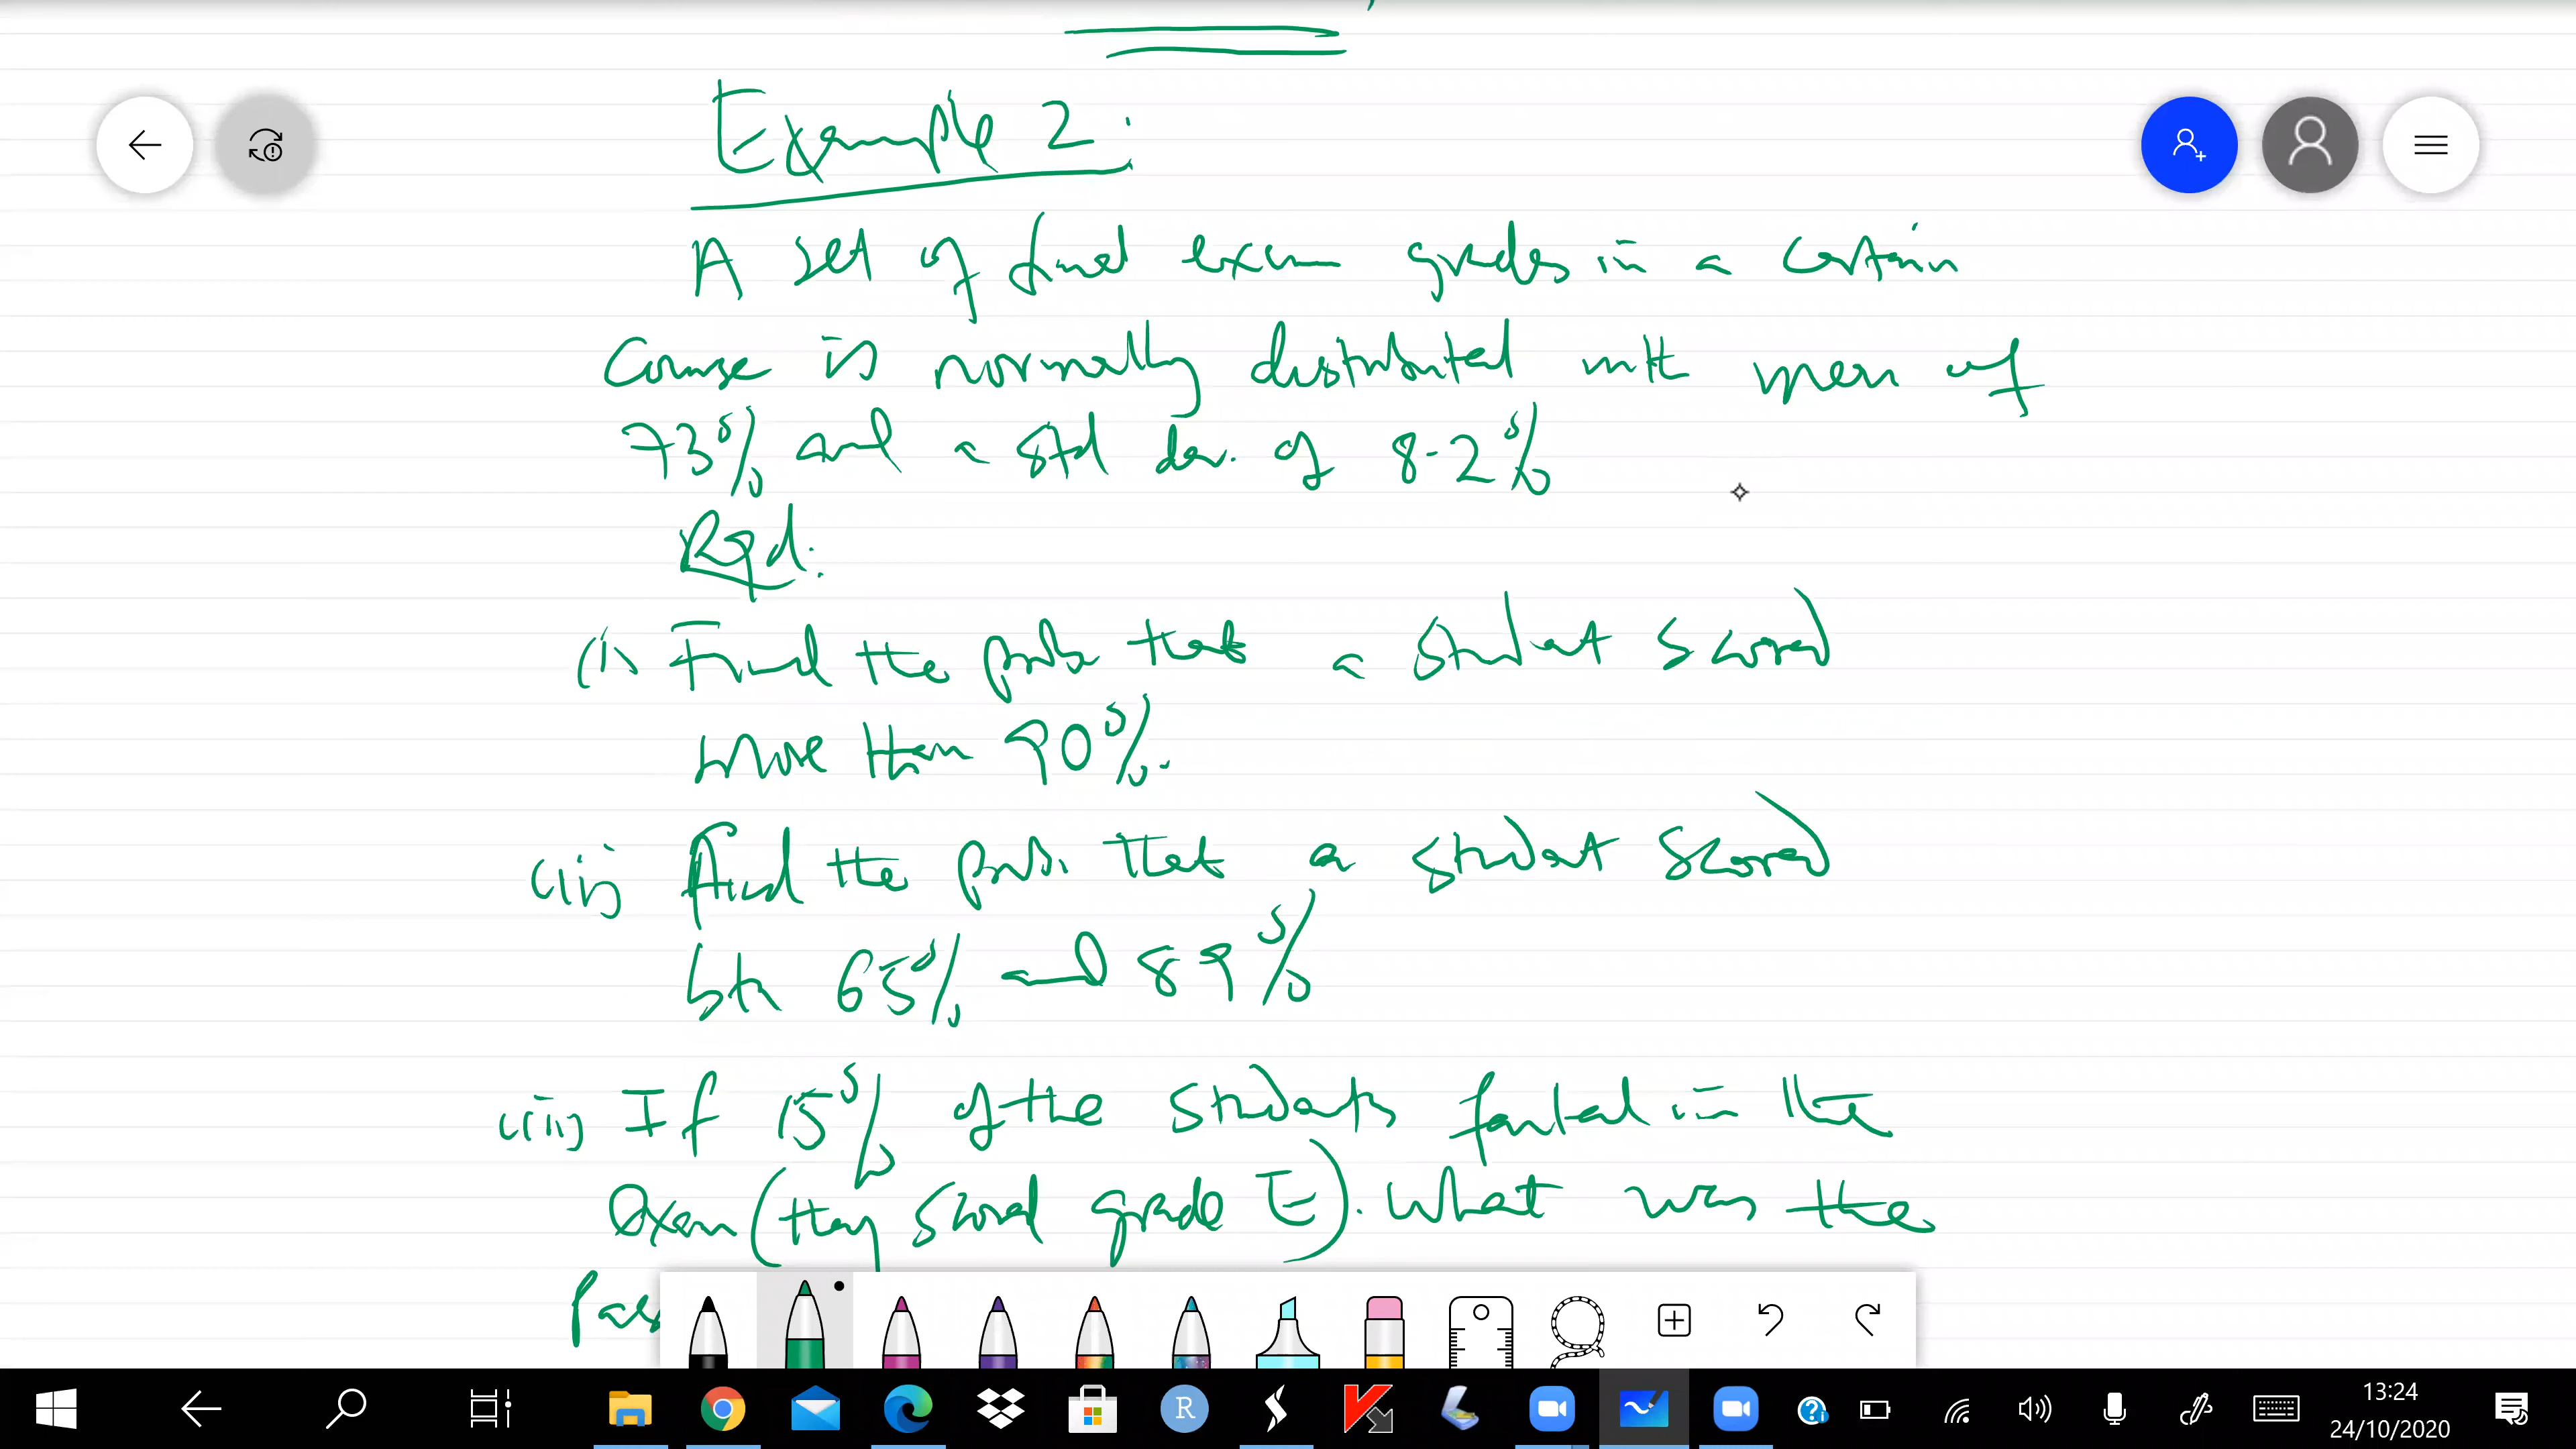 Example 2:
A set of final exam grades in a certain
Course is normally distributed with mean of
73% and a std dev. of 8.2%
Rqd:
(i) Find the prob that a student scored
more than 90%.
(ii) Find the prob. that a student scored
btn 65% and 89%
(iii) If 15% of the students failed in the
Exam (they scored grade E). What was the
Pass
R
13:24
24/10/2020